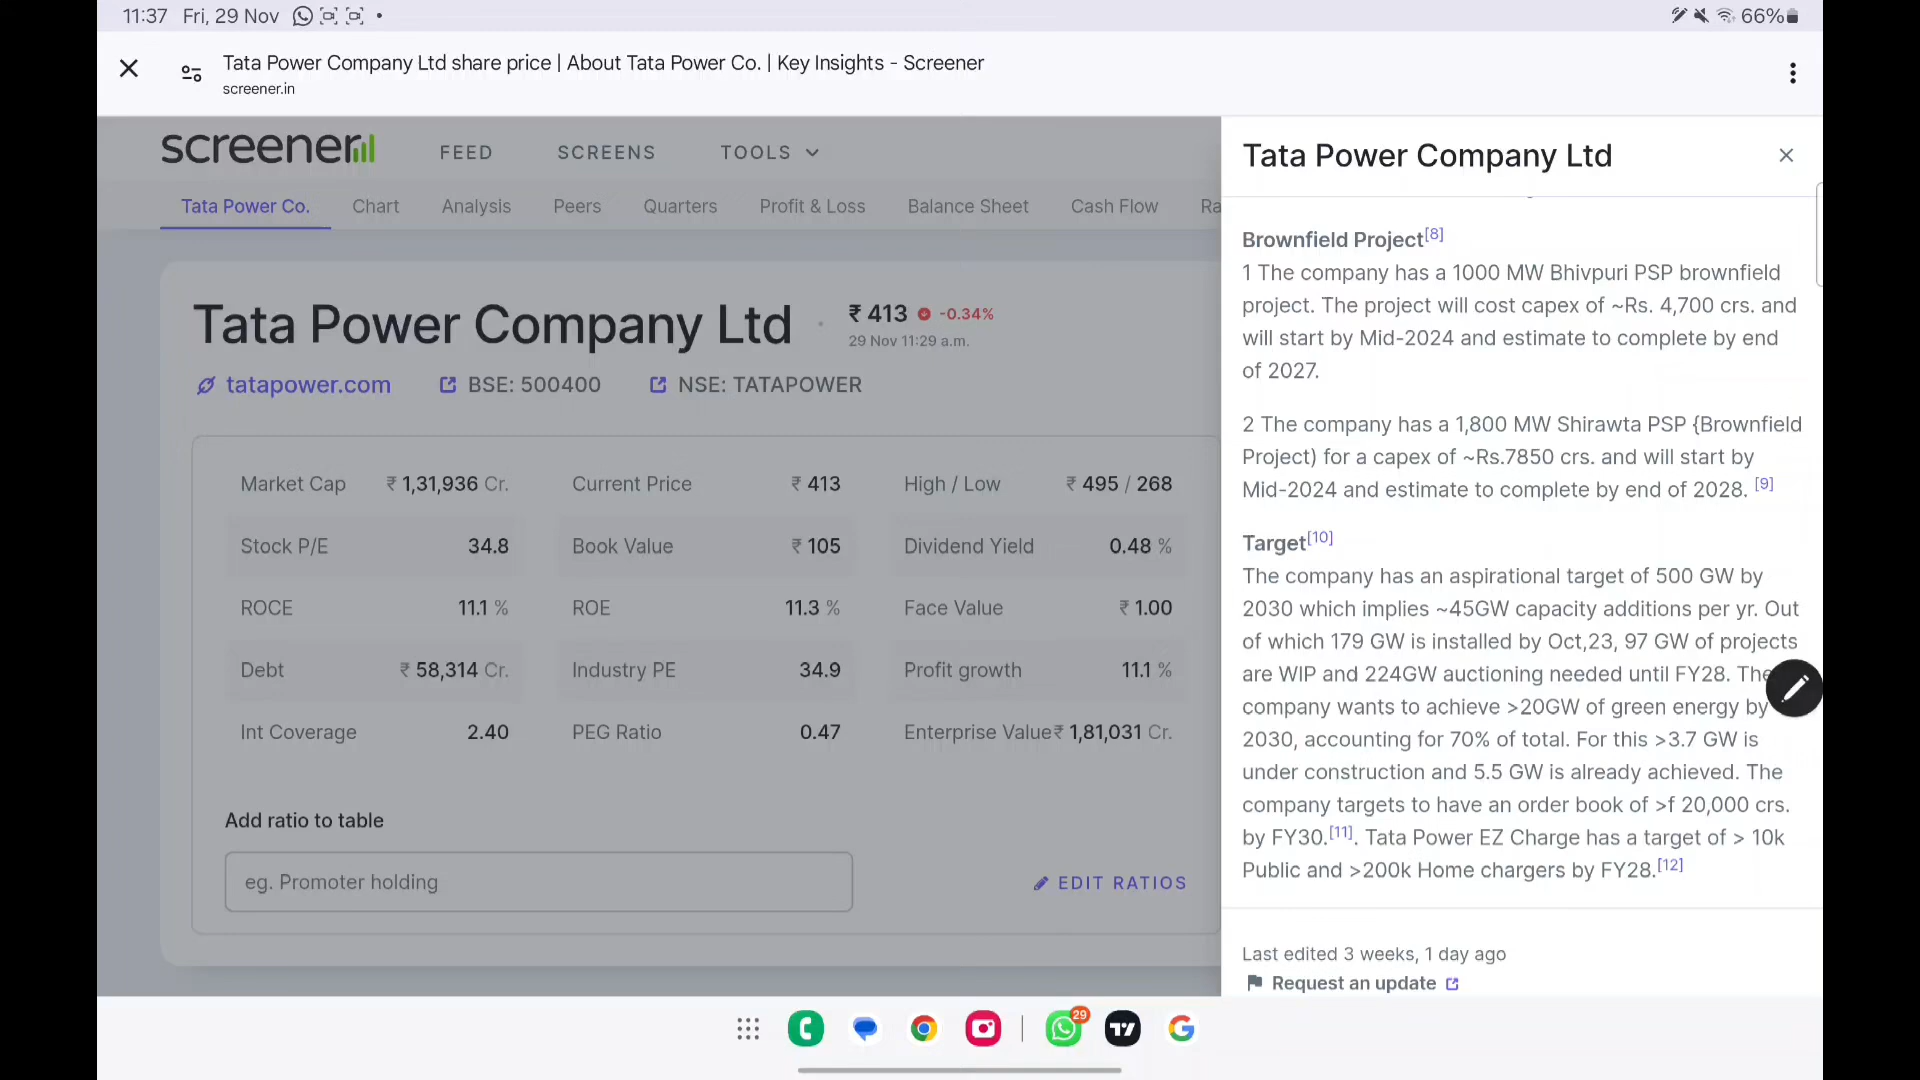 11:37 Fri, 29 Nov
66%
Tata Power Company Ltd share price | About Tata Power Co. | Key Insights - Screener
screener.in
screener
FEED SCREENS TOOLS
Tata Power Co. Chart Analysis Peers Quarters Profit & Loss Balance Sheet Cash Flow Ra
Tata Power Company Ltd
₹ 413 -0.34%
29 Nov 11:29 a.m.
tatapower.com BSE: 500400 NSE: TATAPOWER
Market Cap ₹ 1,31,936 Cr. Current Price ₹ 413 High / Low ₹ 495 / 268
Stock P/E 34.8 Book Value ₹ 105 Dividend Yield 0.48 %
ROCE 11.1 % ROE 11.3 % Face Value ₹ 1.00
Debt ₹ 58,314 Cr. Industry PE 34.9 Profit growth 11.1 %
Int Coverage 2.40 PEG Ratio 0.47 Enterprise Value ₹ 1,81,031 Cr.
Add ratio to table
eg. Promoter holding
EDIT RATIOS
Tata Power Company Ltd
Brownfield Project[8]
1 The company has a 1000 MW Bhivpuri PSP brownfield
project. The project will cost capex of ~Rs. 4,700 crs. and
will start by Mid-2024 and estimate to complete by end
of 2027.
2 The company has a 1,800 MW Shirawta PSP {Brownfield
Project) for a capex of ~Rs.7850 crs. and will start by
Mid-2024 and estimate to complete by end of 2028. [9]
Target[10]
The company has an aspirational target of 500 GW by
2030 which implies ~45GW capacity additions per yr. Out
of which 179 GW is installed by Oct,23, 97 GW of projects
are WIP and 224GW auctioning needed until FY28. The
company wants to achieve >20GW of green energy by
2030, accounting for 70% of total. For this >3.7 GW is
under construction and 5.5 GW is already achieved. The
company targets to have an order book of >f 20,000 crs.
by FY30.[11]. Tata Power EZ Charge has a target of > 10k
Public and >200k Home chargers by FY28.[12]
Last edited 3 weeks, 1 day ago
Request an update
29